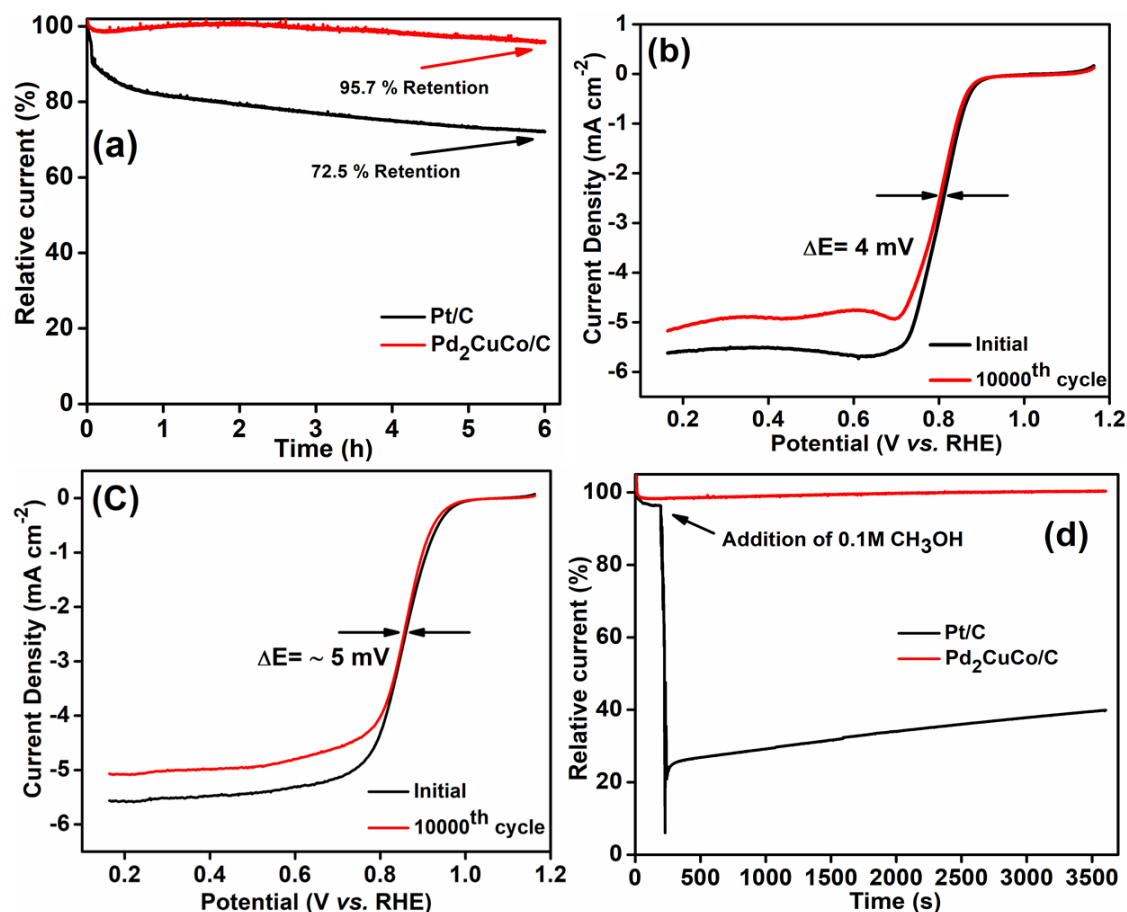 (a)
Relative current (%)
100
80
60
40
20
0
95.7 % Retention
72.5 % Retention
Pt/C
Pd₂CuCo/C
0 1 2 3 4 5 6
Time (h)
(b)
Current Density (mA cm⁻²)
1
0
-1
-2
-3
-4
-5
-6
ΔE= 4 mV
Initial
10000ᵗʰ cycle
0.2 0.4 0.6 0.8 1.0 1.2
Potential (V vs. RHE)
(C)
Current Density (mA cm⁻²)
0
-1
-2
-3
-4
-5
-6
ΔE= ~ 5 mV
Initial
10000ᵗʰ cycle
0.2 0.4 0.6 0.8 1.0 1.2
Potential (V vs. RHE)
(d)
Relative current (%)
100
80
60
40
20
0
Addition of 0.1M CH₃OH
Pt/C
Pd₂CuCo/C
0 500 1000 1500 2000 2500 3000 3500
Time (s)